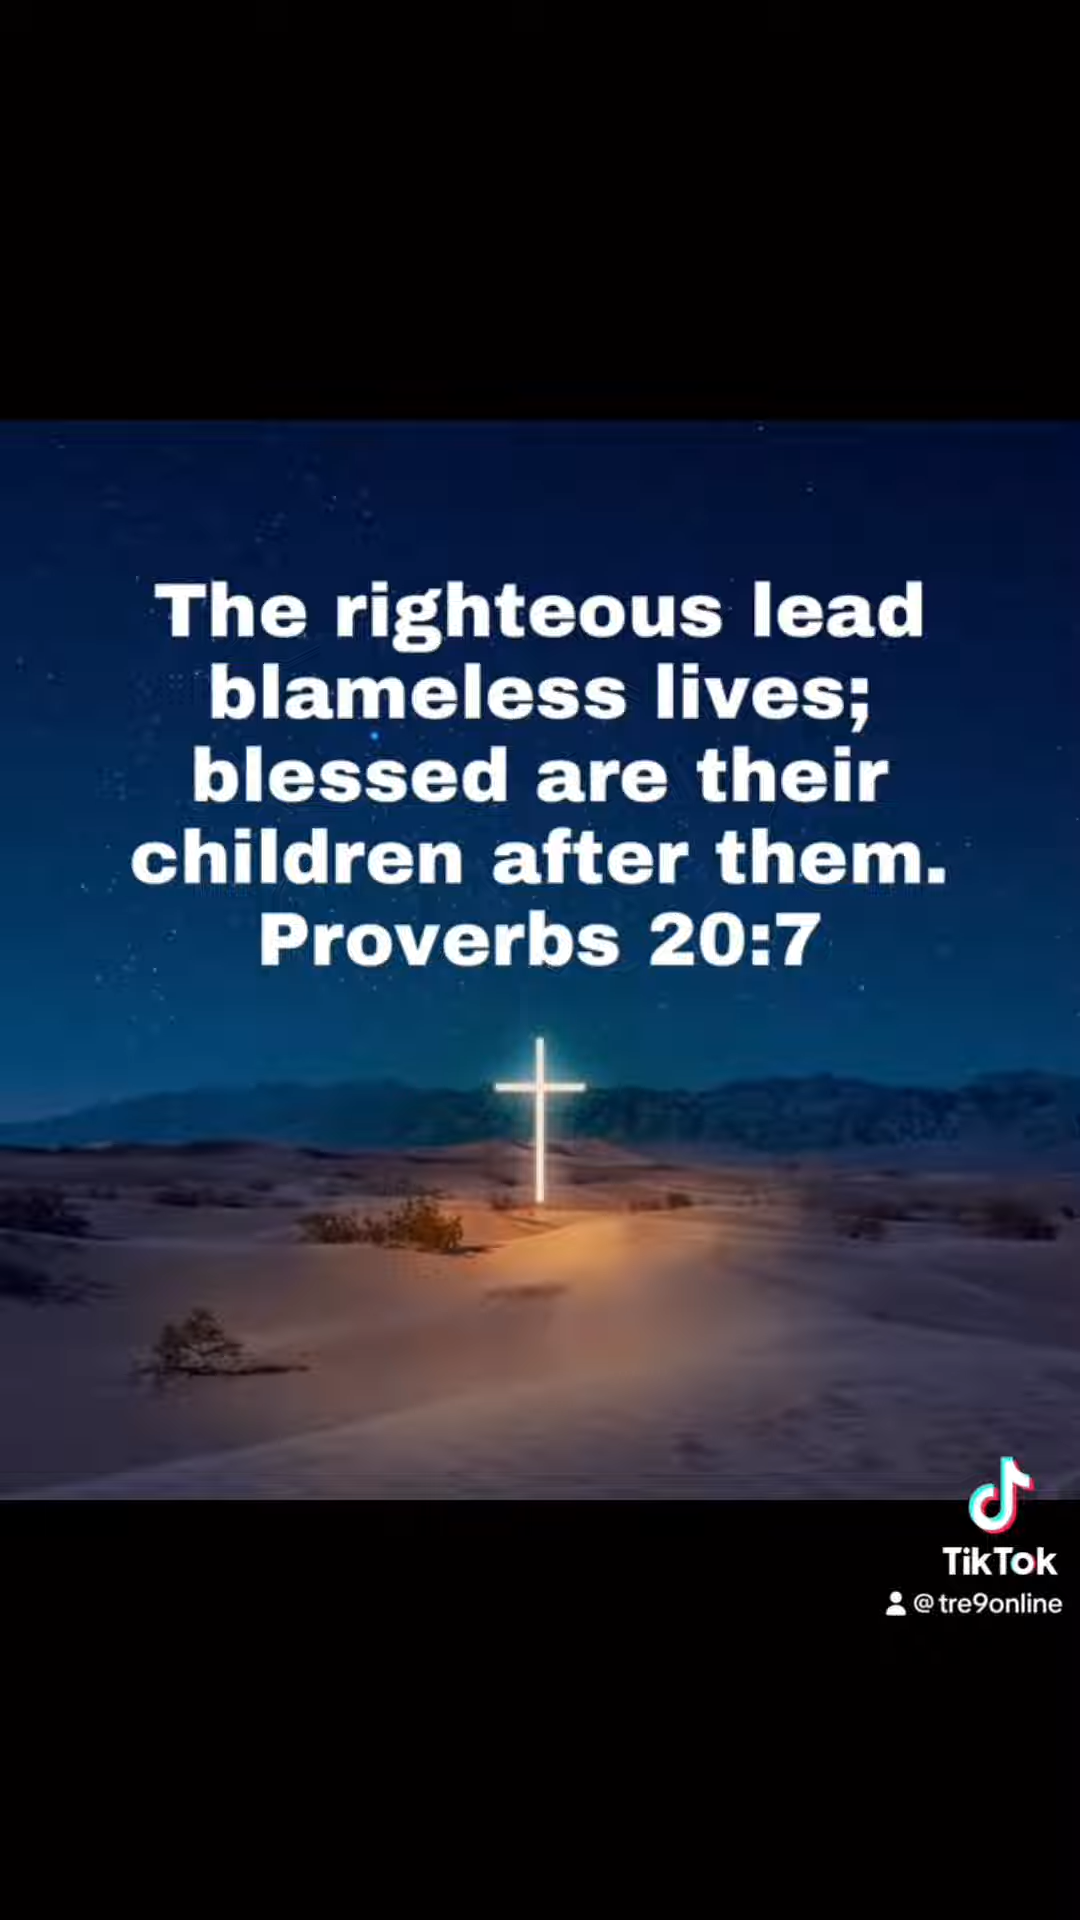 The righteous lead
blameless lives;
blessed are their
children after them.
Proverbs 20:7
TikTok
@tre9online